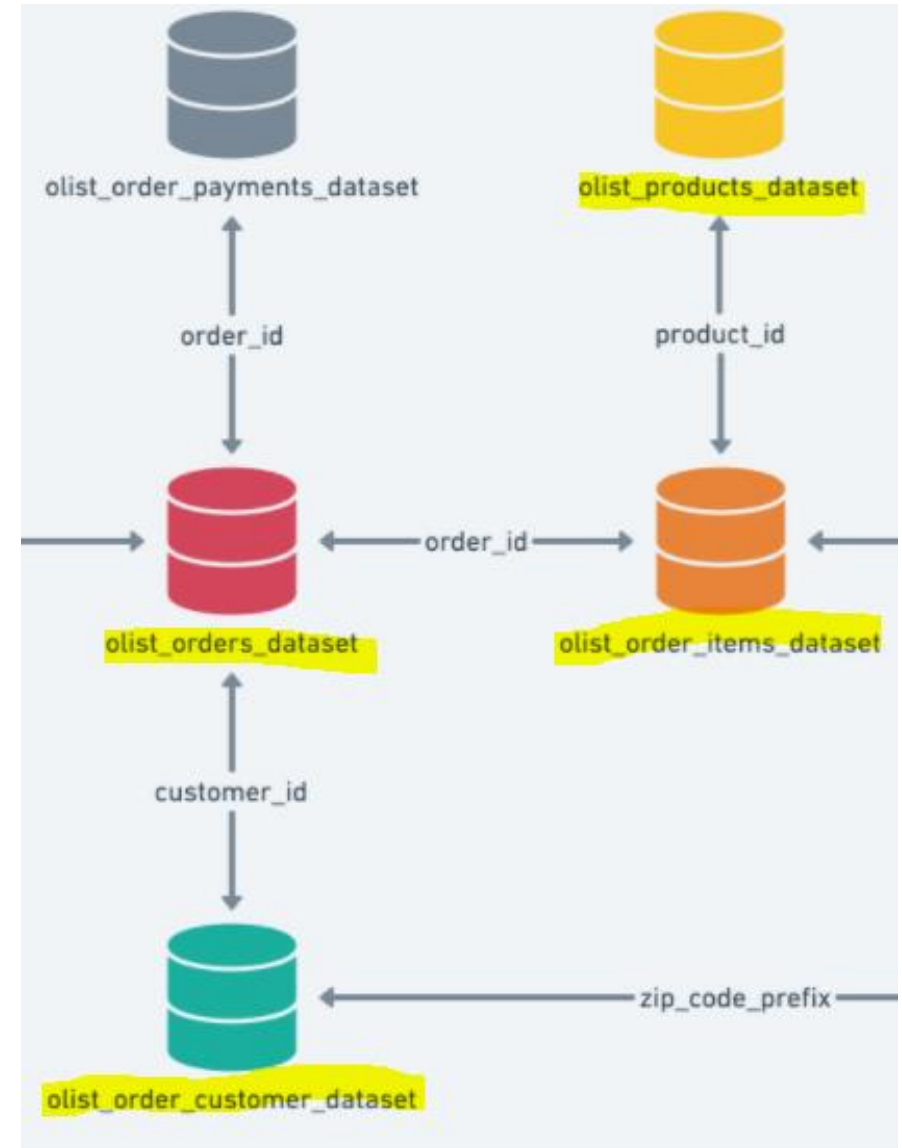 olist_order_payments_dataset
olist_products_dataset
order_id
product_id
order_id
olist_orders_dataset
olist_order_items_dataset
customer_id
zip_code_prefix
olist_order_customer_dataset